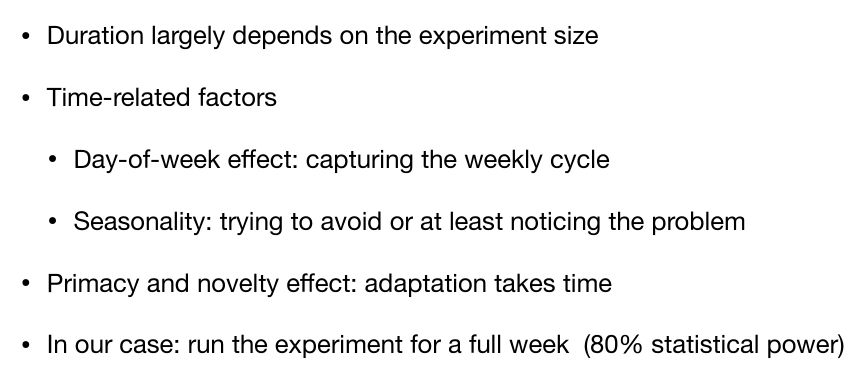 • Duration largely depends on the experiment size
• Time-related factors
• Day-of-week effect: capturing the weekly cycle
• Seasonality: trying to avoid or at least noticing the problem
• Primacy and novelty effect: adaptation takes time
• In our case: run the experiment for a full week  (80% statistical power)